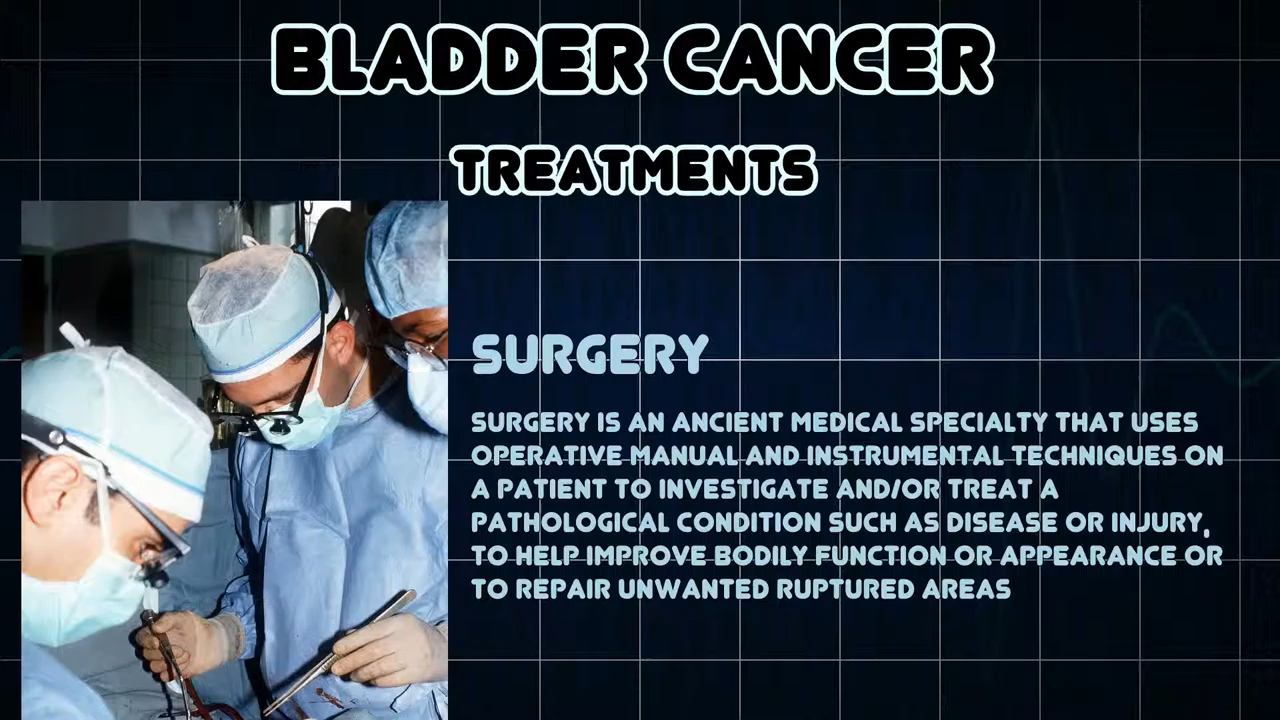 BLADDER CANCER
TREATMENTS
SURGERY
SURGERY IS AN ANCIENT MEDICAL SPECIALTY THAT USES
OPERATIVE MANUAL AND INSTRUMENTAL TECHNIQUES ON
A PATIENT TO INVESTIGATE AND/OR TREAT A
PATHOLOGICAL CONDITION SUCH AS DISEASE OR INJURY,
TO HELP IMPROVE BODILY FUNCTION OR APPEARANCE OR
TO REPAIR UNWANTED RUPTURED AREAS